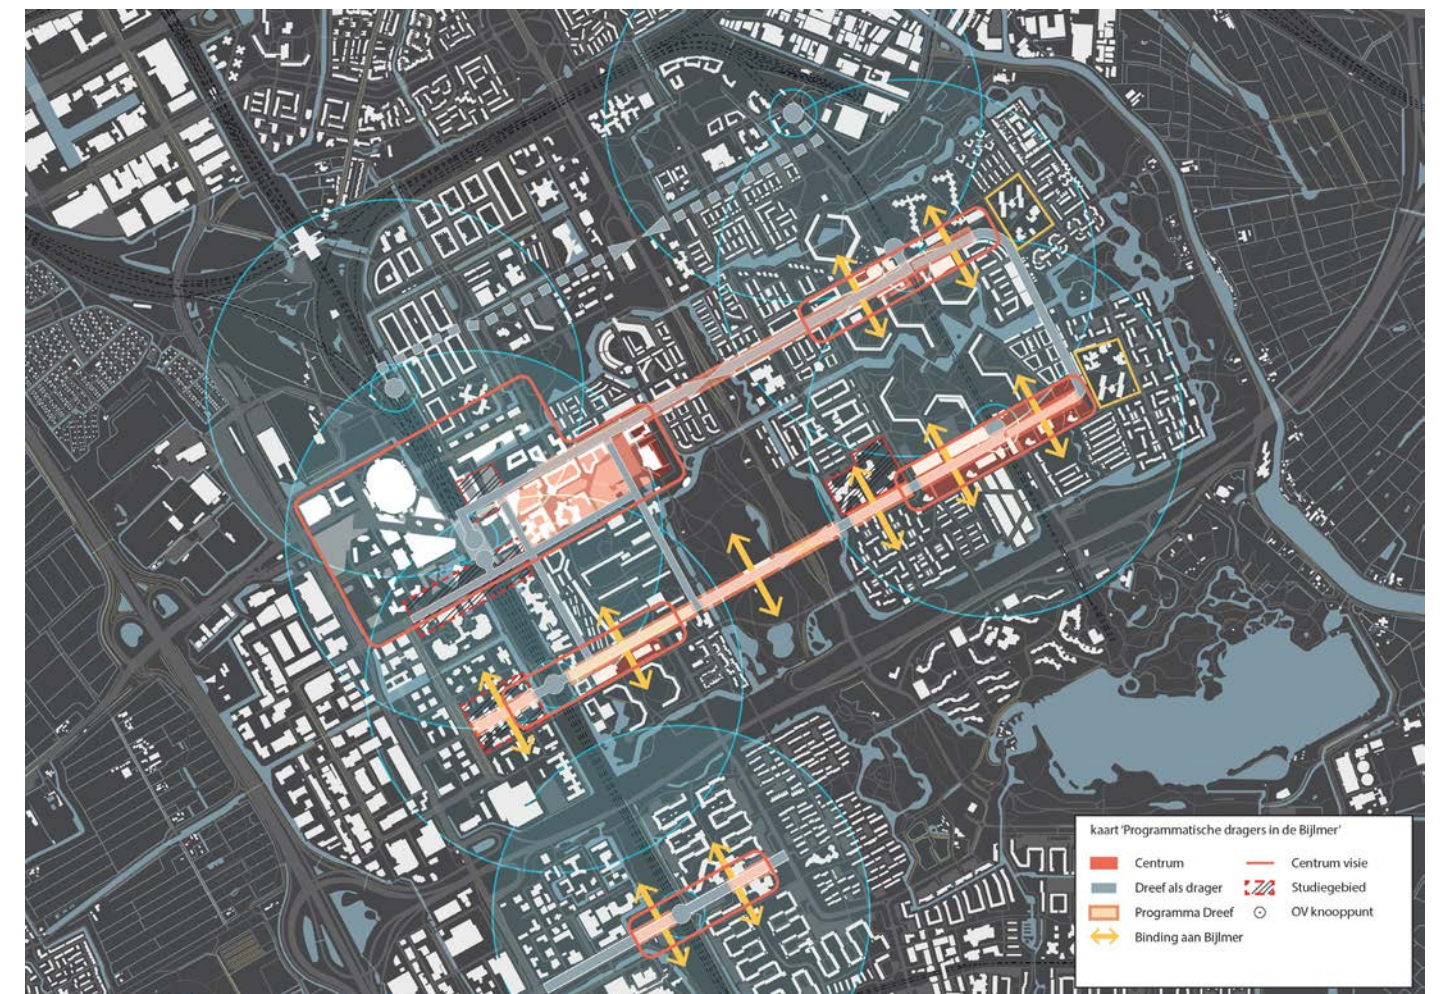 kaart 'Programmatische dragers in de Bijlmer'
Centrum
Centrum visie
Dreef als drager
Studiegebied
Programma Dreef
OV knooppunt
Binding aan Bijlmer